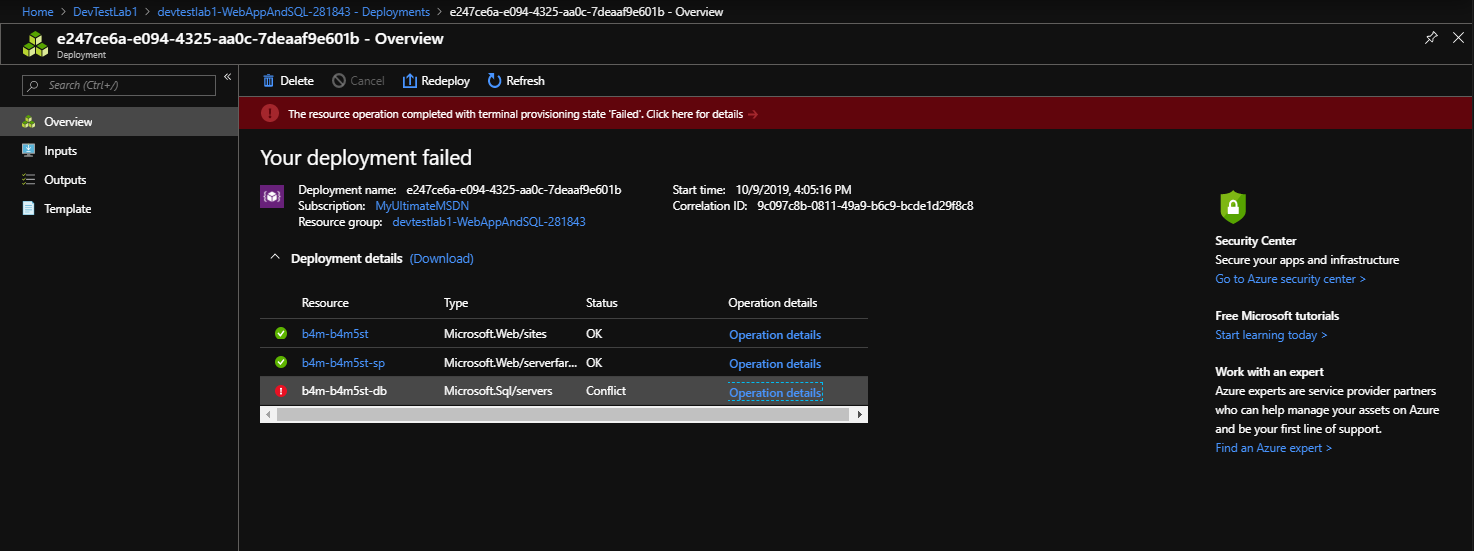 Home > DevTestLab1 > devtestlab1-WebAppAndSQL-281843 - Deployments > e247ce6a-e094-4325-aa0c-7deaaf9e601b - Overview
e247ce6a-e094-4325-aa0c-7deaaf9e601b - Overview
Deployment
Search (Ctrl+/)
«
Overview
Inputs
Outputs
Template
Delete Cancel Redeploy Refresh
The resource operation completed with terminal provisioning state 'Failed'. Click here for details →
Your deployment failed
Deployment name: e247ce6a-e094-4325-aa0c-7deaaf9e601b Start time: 10/9/2019, 4:05:16 PM
Subscription: MyUltimateMSDN Correlation ID: 9c097c8b-0811-49a9-b6c9-bcde1d29f8c8
Resource group: devtestlab1-WebAppAndSQL-281843
Deployment details (Download)
Resource Type Status Operation details
b4m-b4m5st Microsoft.Web/sites OK Operation details
b4m-b4m5st-sp Microsoft.Web/serverfar... OK Operation details
b4m-b4m5st-db Microsoft.Sql/servers Conflict Operation details
Security Center
Secure your apps and infrastructure
Go to Azure security center >
Free Microsoft tutorials
Start learning today >
Work with an expert
Azure experts are service provider partners
who can help manage your assets on Azure
and be your first line of support.
Find an Azure expert >